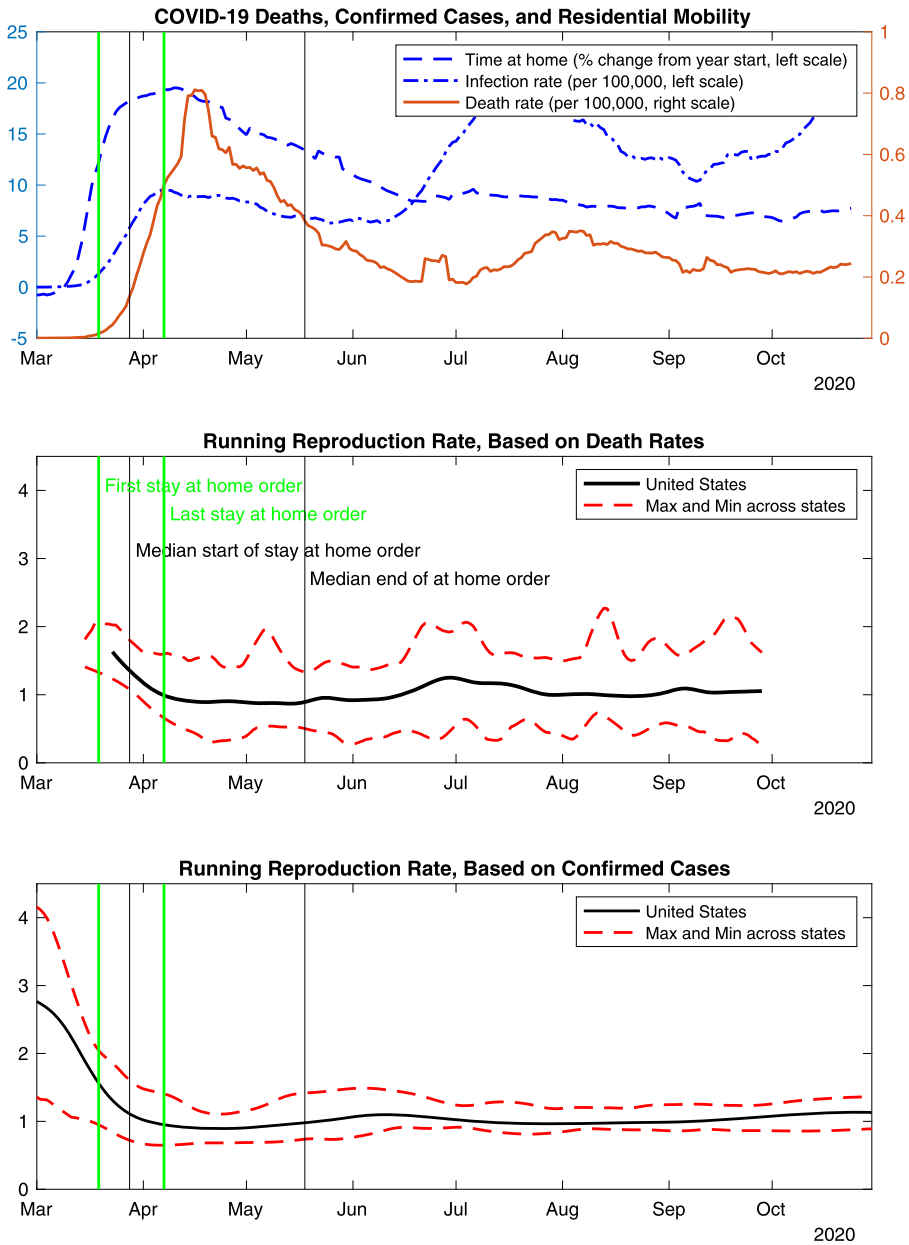 COVID-19 Deaths, Confirmed Cases, and Residential Mobility
25
20
15
10
5
0
-5
1
0.8
0.6
0.4
0.2
0
Time at home (% change from year start, left scale)
Infection rate (per 100,000, left scale)
Death rate (per 100,000, right scale)
Mar Apr May Jun Jul Aug Sep Oct
2020
Running Reproduction Rate, Based on Death Rates
4
3
2
1
0
United States
Max and Min across states
First stay at home order
Last stay at home order
Median start of stay at home order
Median end of at home order
Mar Apr May Jun Jul Aug Sep Oct
2020
Running Reproduction Rate, Based on Confirmed Cases
4
3
2
1
0
United States
Max and Min across states
Mar Apr May Jun Jul Aug Sep Oct
2020